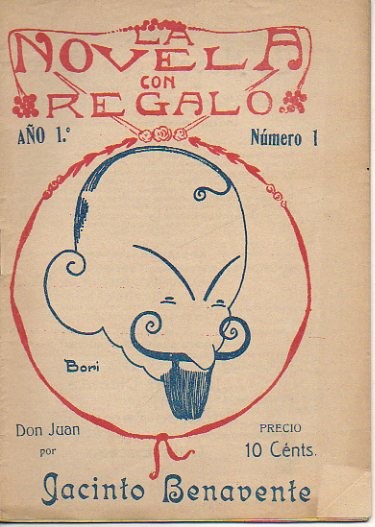 LA
NOVELA
CON
REGALO
AÑO 1.º
Número 1
Bori
Don Juan
por
PRECIO
10 Cénts.
Jacinto Benavente